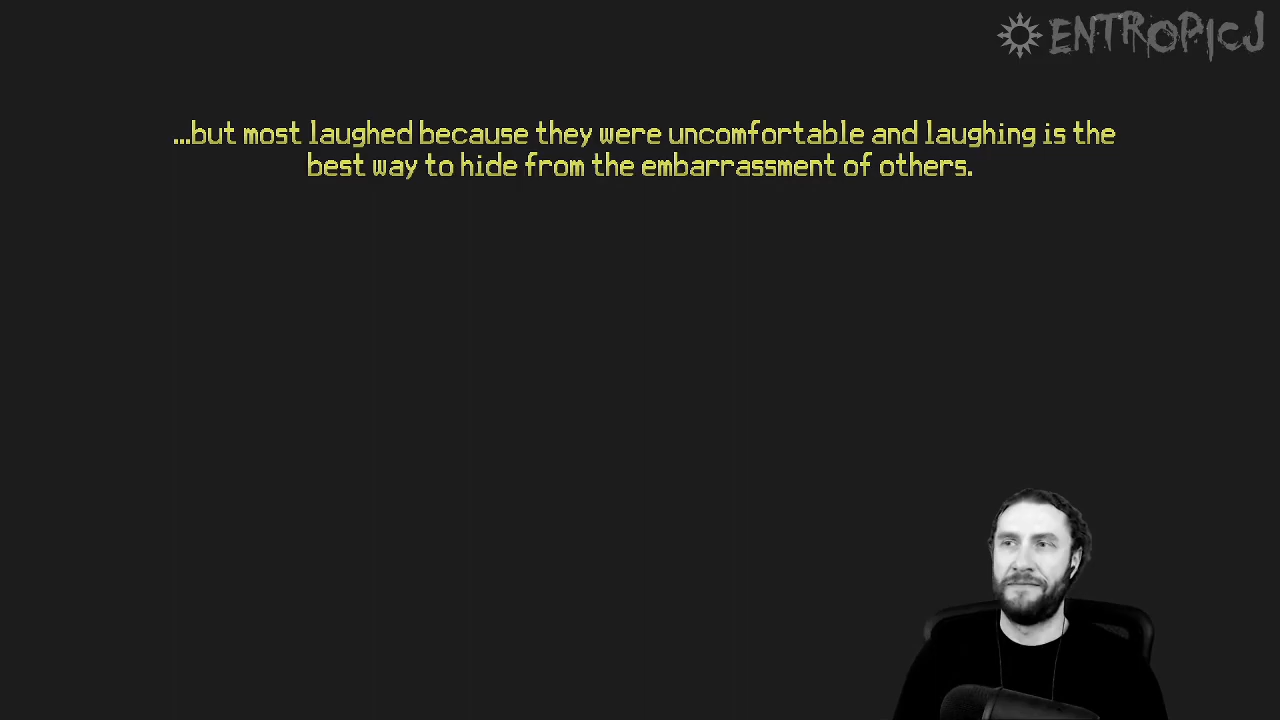 ENTROPICJ
...but most laughed because they were uncomfortable and laughing is the
best way to hide from the embarrassment of others.